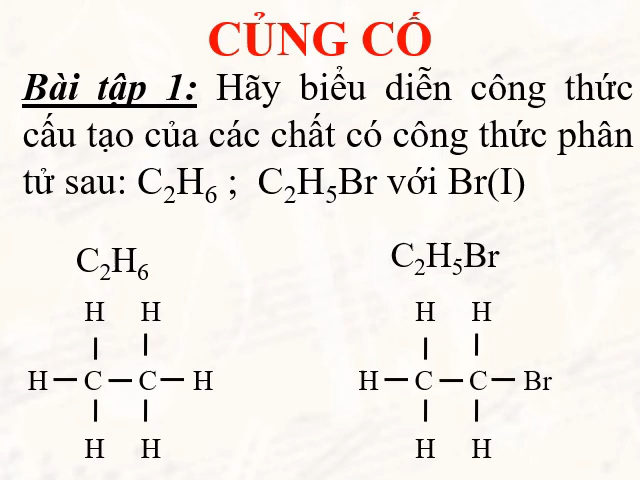 CỦNG CỐ
Bài tập 1: Hãy biểu diễn công thức
cấu tạo của các chất có công thức phân
tử sau: C₂H₆ ; C₂H₅Br với Br(I)
C₂H₆
H H
H C C H
H H
C₂H₅Br
H H
H C C Br
H H